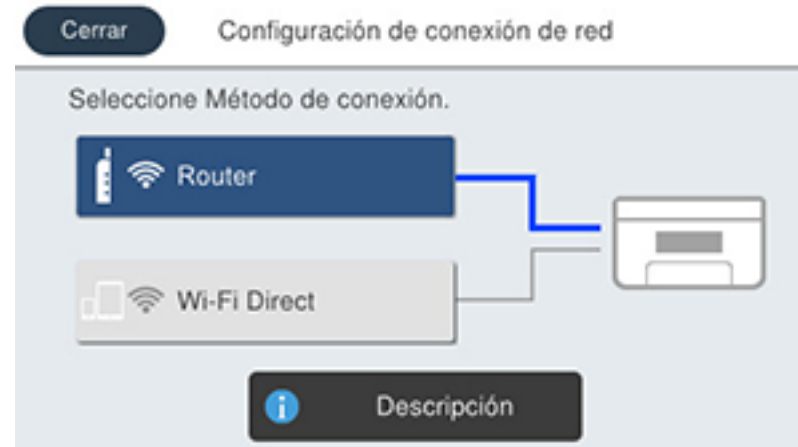 Cerrar Configuración de conexión de red
Seleccione Método de conexión.
Router
Wi-Fi Direct
Descripción